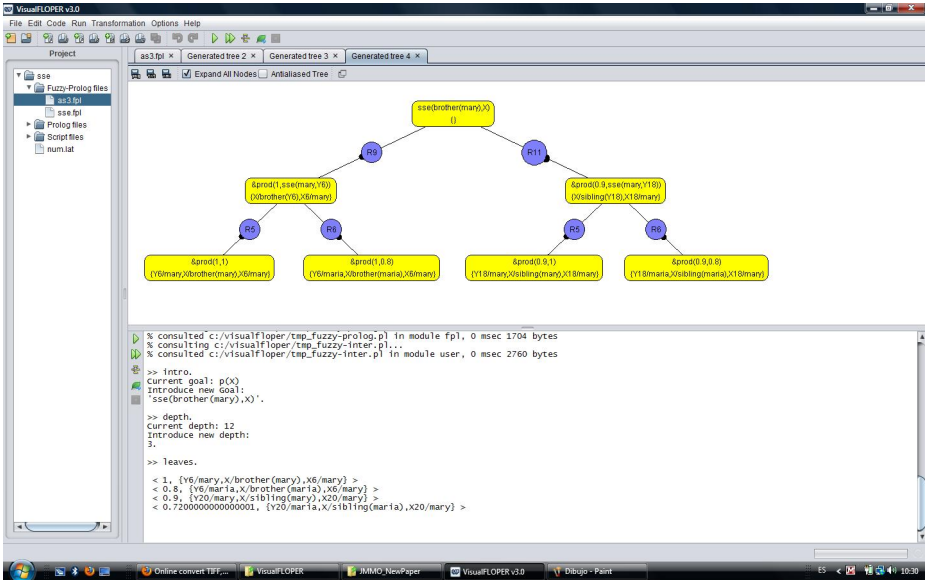 VisualFLOPER v3.0
File Edit Code Run Transformation Options Help
Project
as3.fpl × Generated tree 2 × Generated tree 3 × Generated tree 4 ×
Expand All Nodes Antialiased Tree
sse
Fuzzy-Prolog files
as3.fpl
sse.fpl
Prolog files
Script files
num.lat
sse(brother(mary),X)
{}
R9 R11
&prod(1,sse(mary,Y6))
{X/brother(Y6),X6/mary}
&prod(0.9,sse(mary,Y18))
{X/sibling(Y18),X18/mary}
R5 R6 R5 R6
&prod(1,1)
{Y6/mary,X/brother(mary),X6/mary}
&prod(1,0.8)
{Y6/maria,X/brother(maria),X6/mary}
&prod(0.9,1)
{Y18/mary,X/sibling(mary),X18/mary}
&prod(0.9,0.8)
{Y18/maria,X/sibling(maria),X18/mary}
% consulted c:/visualfloper/tmp_fuzzy-prolog.pl in module fpl, 0 msec 1704 bytes
% consulting c:/visualfloper/tmp_fuzzy-inter.pl...
% consulted c:/visualfloper/tmp_fuzzy-inter.pl in module user, 0 msec 2760 bytes
>> intro.
Current goal: p(X)
Introduce new Goal:
'sse(brother(mary),X)'.
>> depth.
Current depth: 12
Introduce new depth:
3.
>> leaves.
< 1, {Y6/mary,X/brother(mary),X6/mary} >
< 0.8, {Y6/maria,X/brother(maria),X6/mary} >
< 0.9, {Y20/mary,X/sibling(mary),X20/mary} >
< 0.7200000000000001, {Y20/maria,X/sibling(maria),X20/mary} >
Online convert TIFF,... VisualFLOPER JMMO_NewPaper VisualFLOPER v3.0 Dibujo - Paint ES 10:30